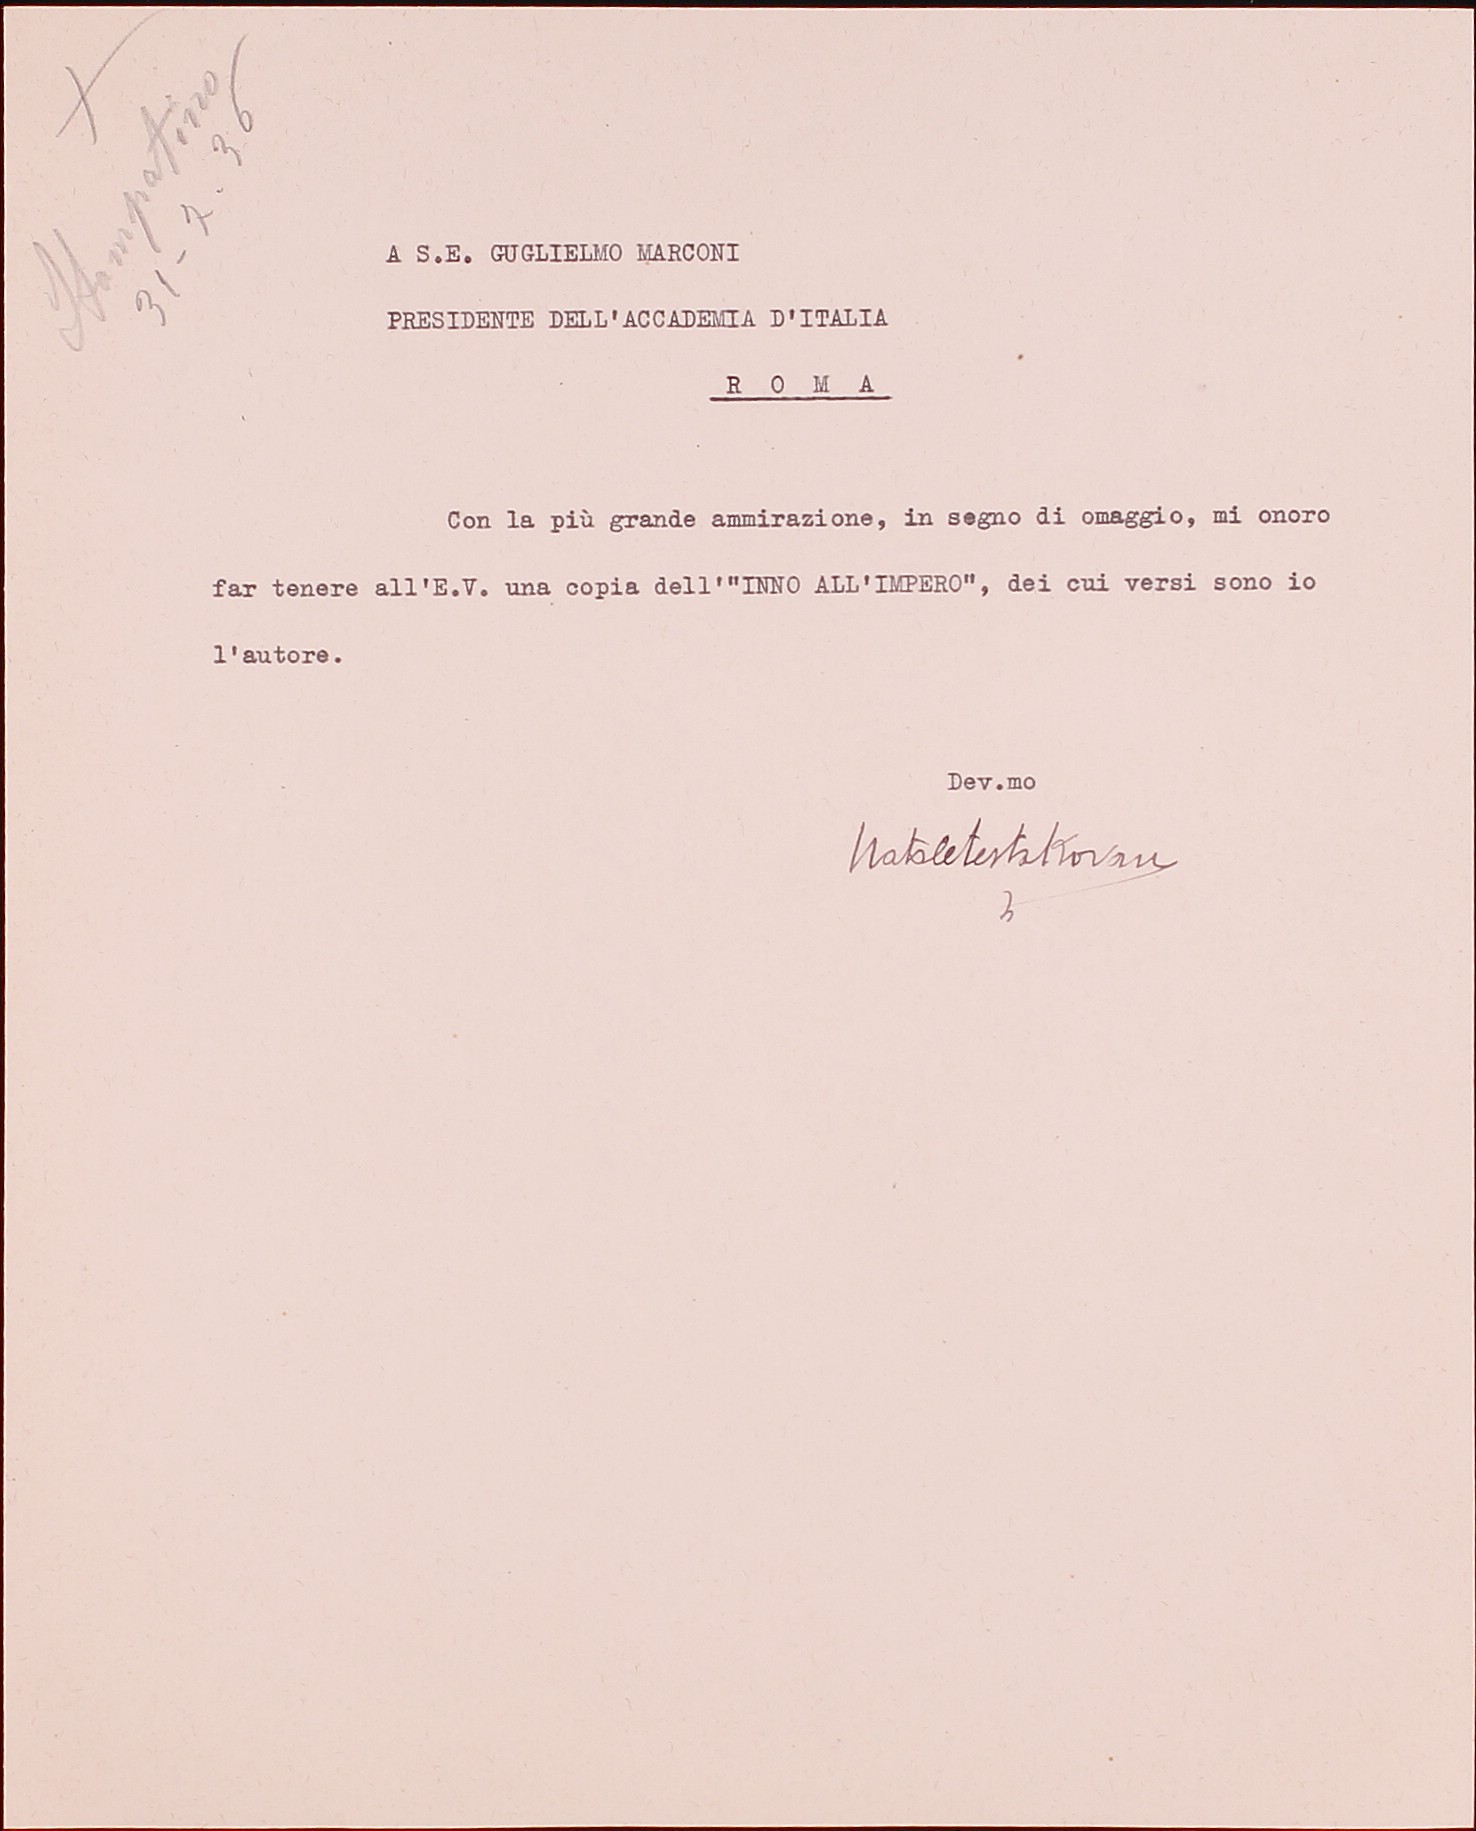 Stampatino
31-7-36
A S.E. GUGLIELMO MARCONI
PRESIDENTE DELL'ACCADEMIA D'ITALIA
R O M A
Con la più grande ammirazione, in segno di omaggio, mi onoro
far tenere all'E.V. una copia dell'"INNO ALL'IMPERO", dei cui versi sono io
l'autore.
Dev.mo